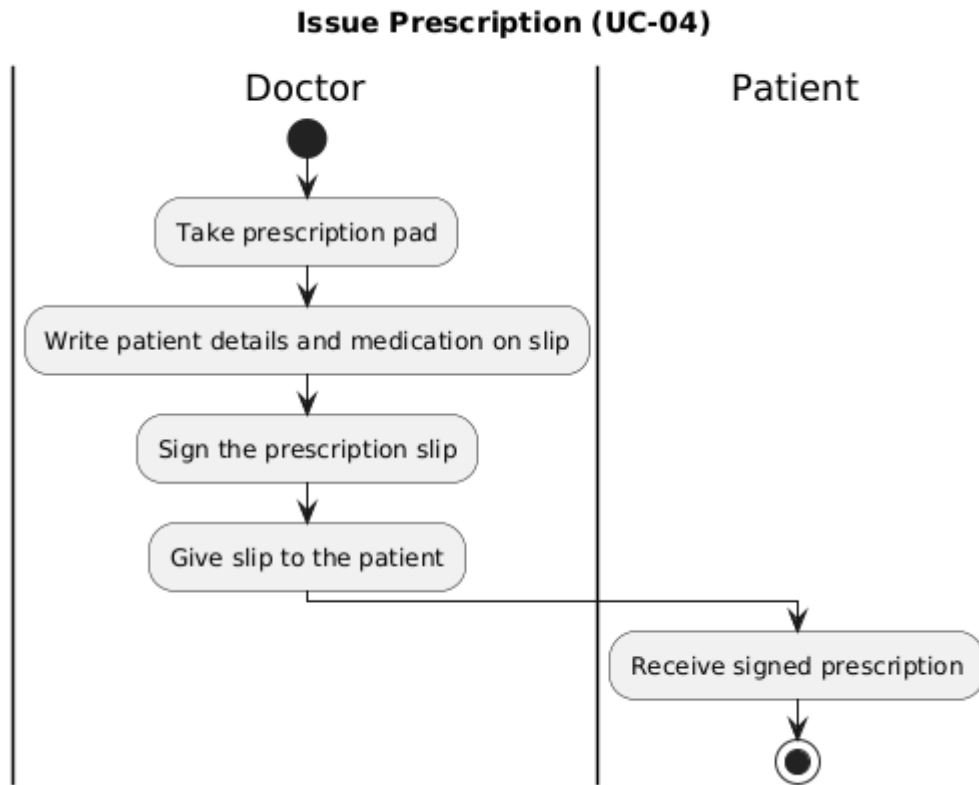 Issue Prescription (UC-04)
Doctor
Patient
Take prescription pad
Write patient details and medication on slip
Sign the prescription slip
Give slip to the patient
Receive signed prescription